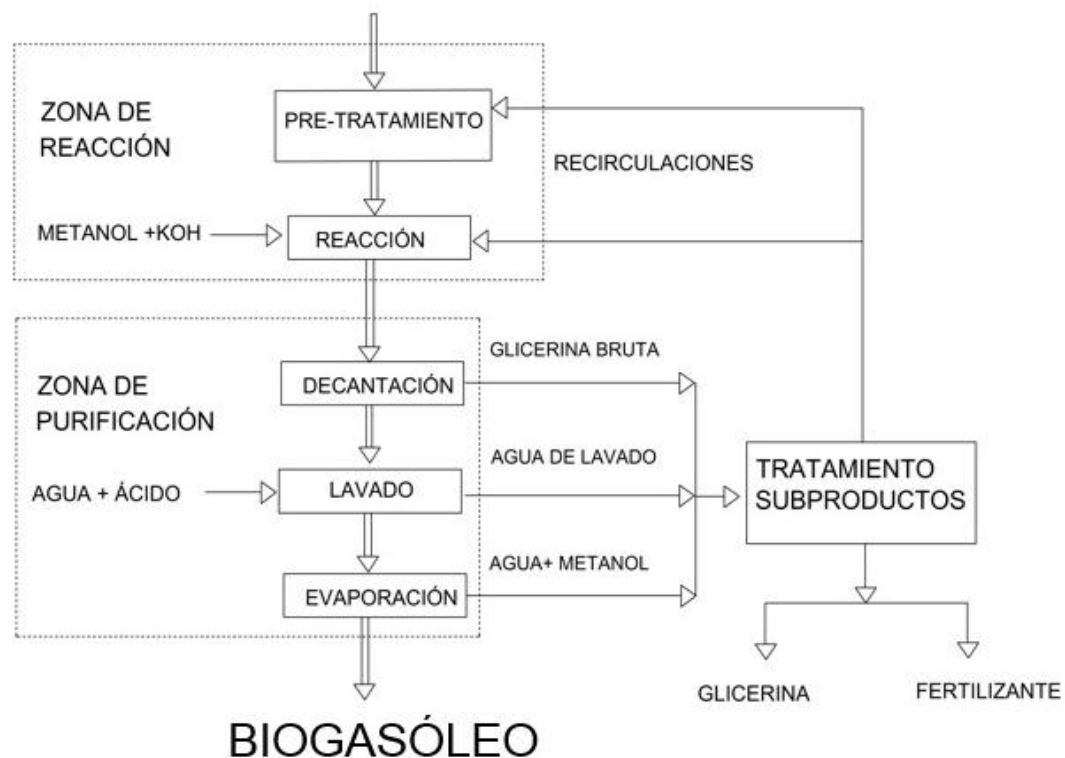 ZONA DE
REACCIÓN
PRE-TRATAMIENTO
RECIRCULACIONES
METANOL +KOH
REACCIÓN
ZONA DE
PURIFICACIÓN
GLICERINA BRUTA
DECANTACIÓN
AGUA DE LAVADO
AGUA + ÁCIDO
LAVADO
TRATAMIENTO
SUBPRODUCTOS
AGUA+ METANOL
EVAPORACIÓN
GLICERINA
FERTILIZANTE
BIOGASÓLEO